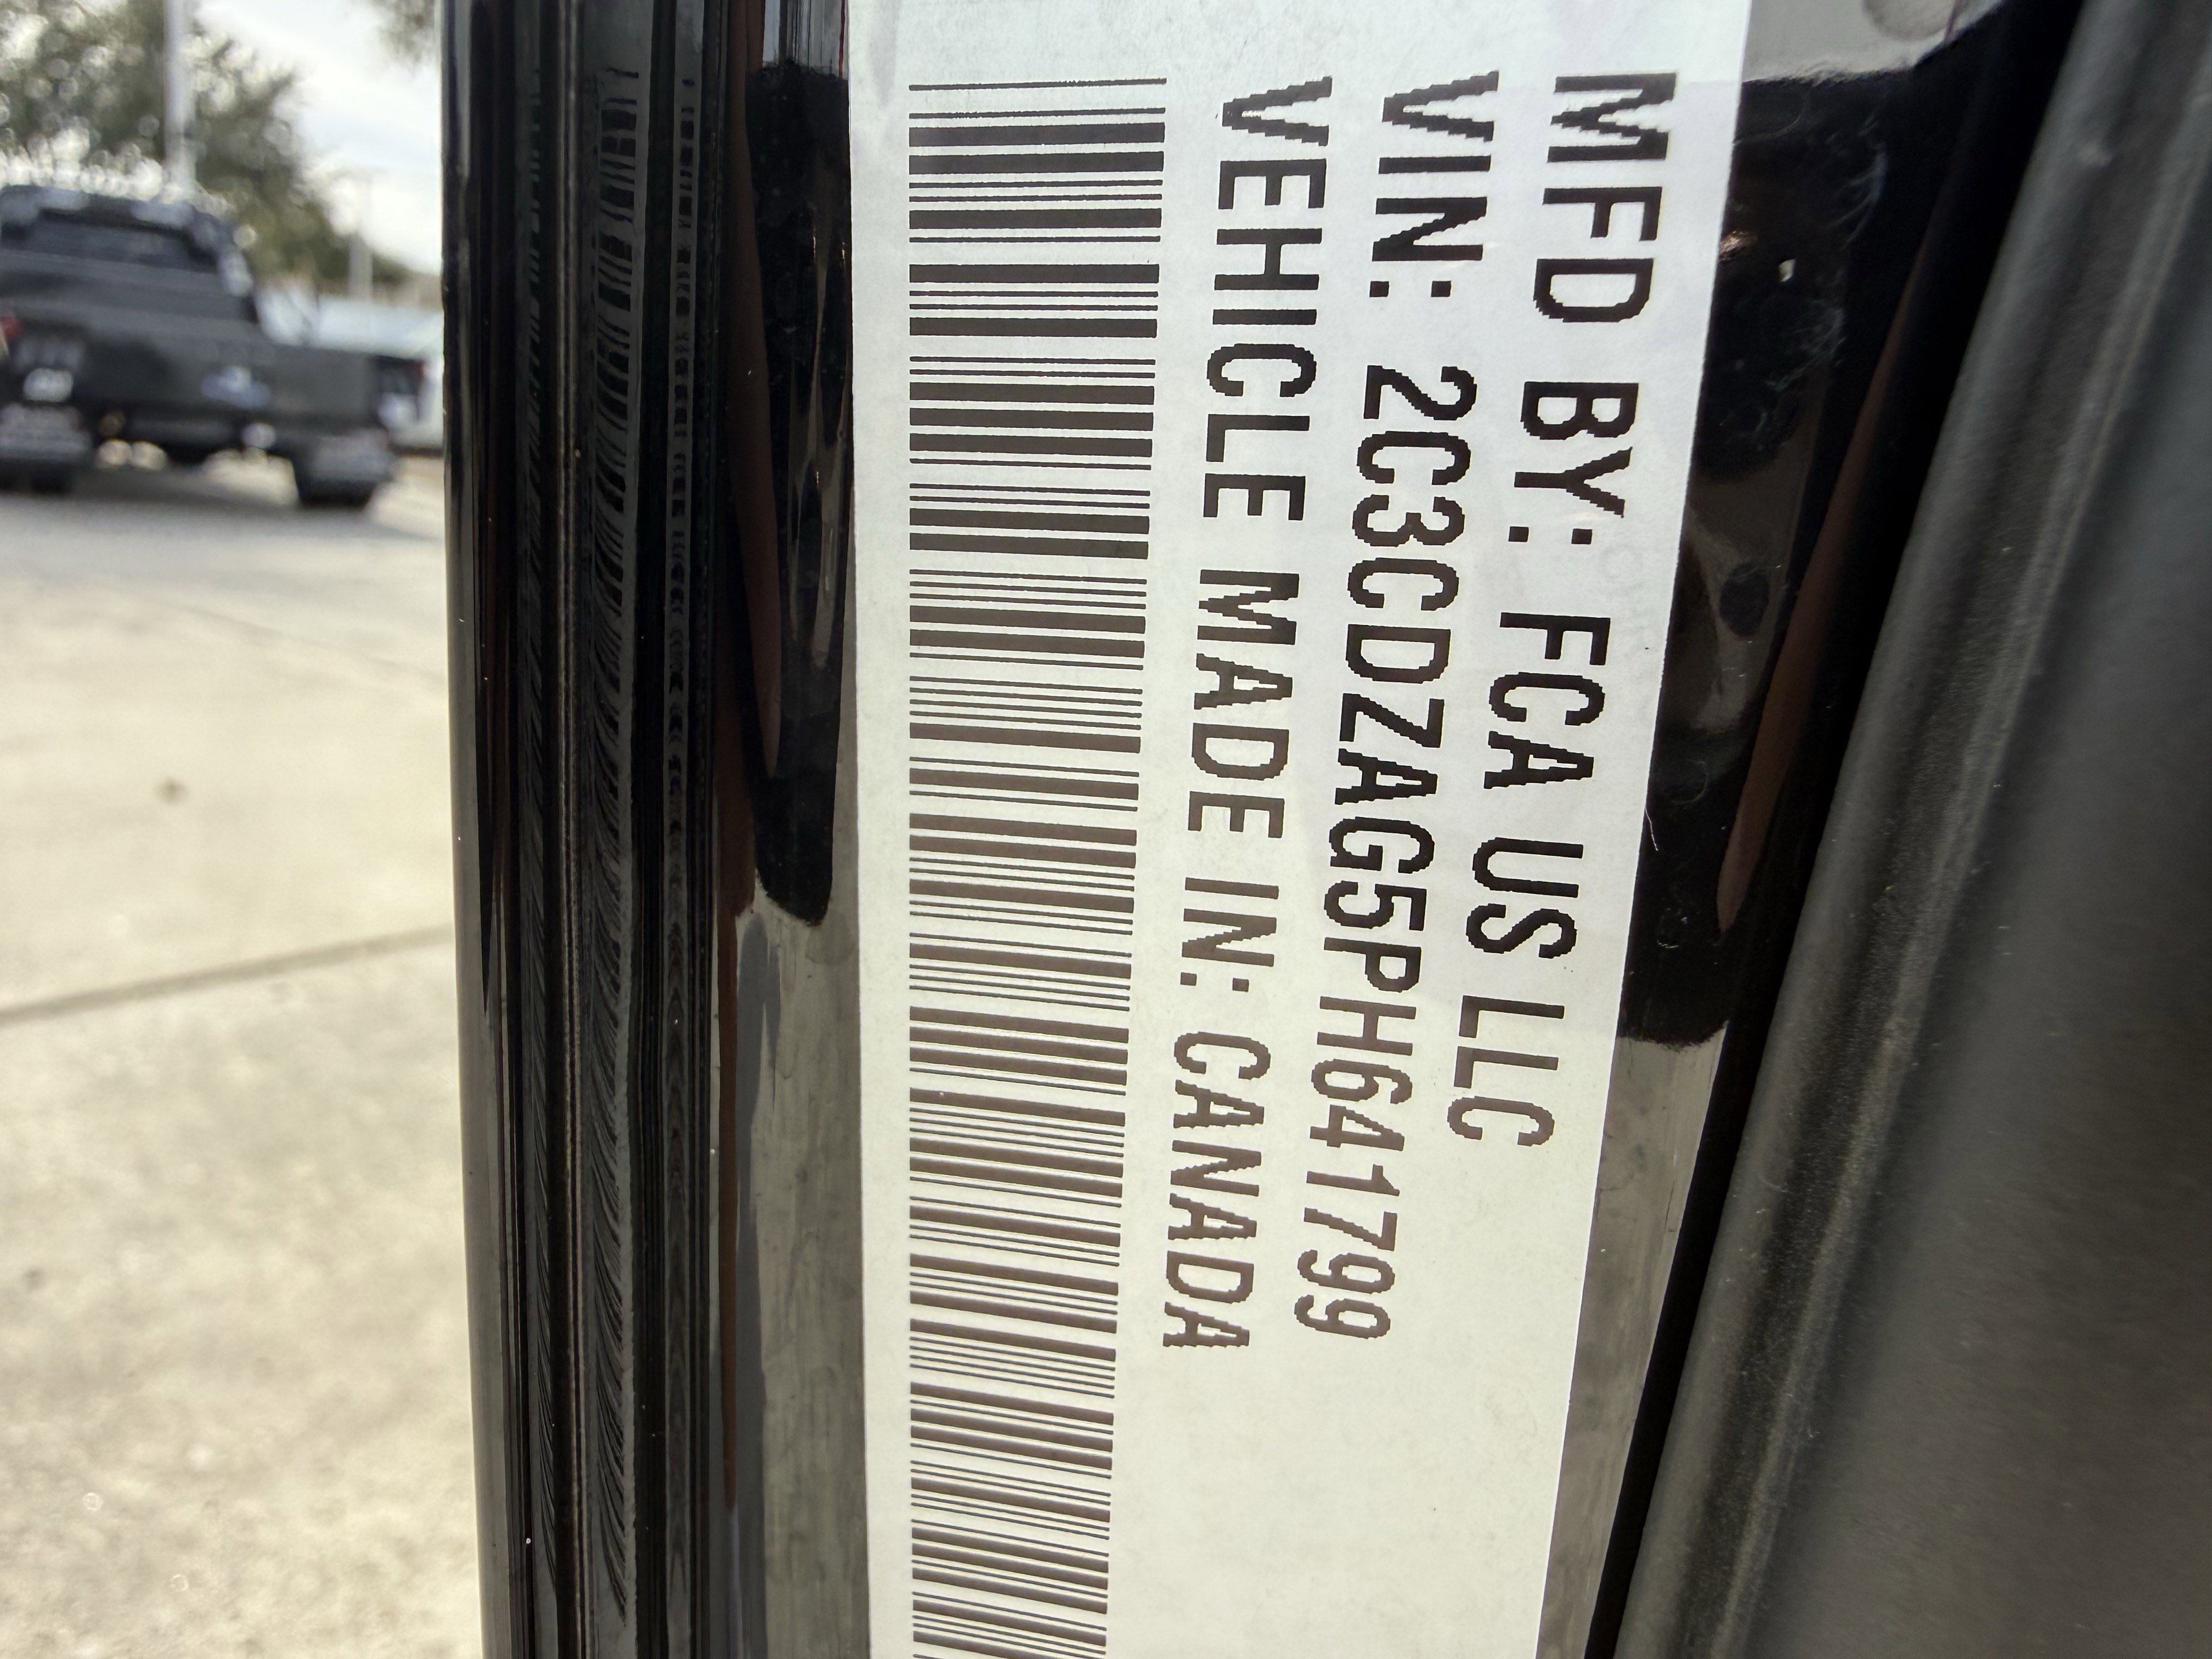 MFD BY: FCA US LLC
VIN: 2C3CDZAG5PH641799
VEHICLE MADE IN: CANADA